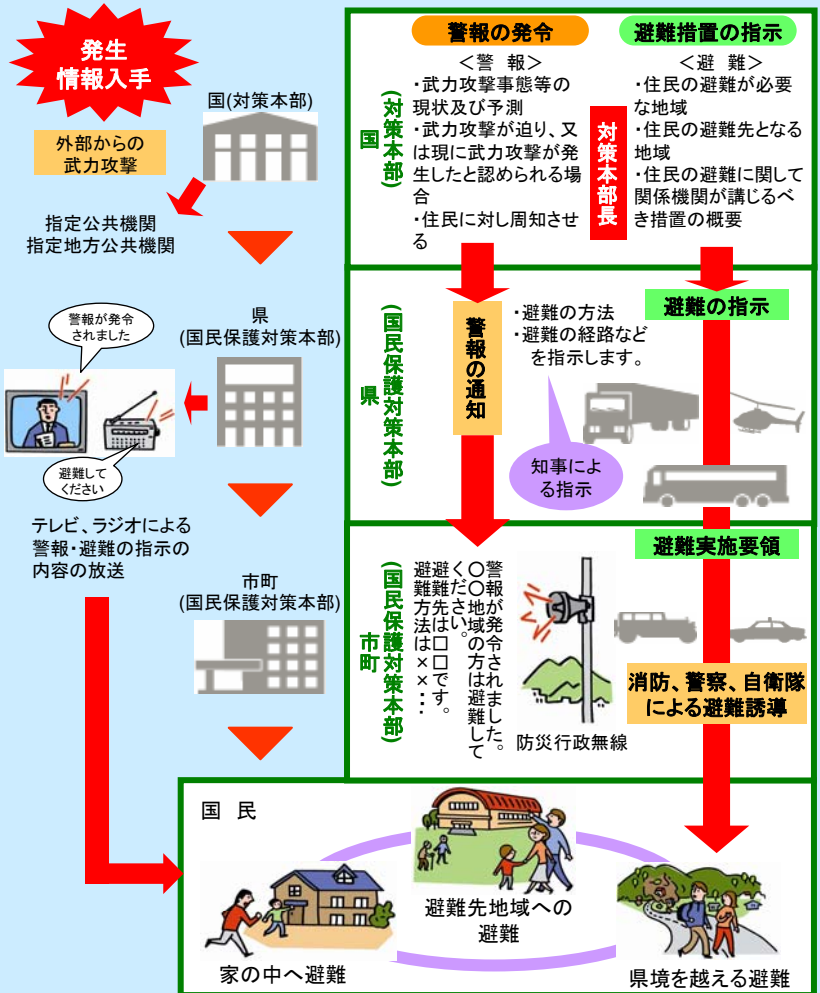 発生
情報入手
外部からの
武力攻撃
国(対策本部)
指定公共機関
指定地方公共機関
県
(国民保護対策本部)
警報が発令
されました
避難して
ください
テレビ、ラジオによる
警報・避難の指示の
内容の放送
市町
(国民保護対策本部)
国
(対策本部)
警報の発令
<警 報>
・武力攻撃事態等の
現状及び予測
・武力攻撃が迫り、又
は現に武力攻撃が発
生したと認められる場
合
・住民に対し周知させ
る
対策本部長
避難措置の指示
<避 難>
・住民の避難が必要
な地域
・住民の避難先となる
地域
・住民の避難に関して
関係機関が講じるべ
き措置の概要
県
(国民保護対策本部)
警報の通知
・避難の方法
・避難の経路など
を指示します。
知事によ
る指示
避難の指示
市町
(国民保護対策本部)
警報が発令されました。
○○地域の方は避難して
ください。
避難先は□□です。
避難方法は××・・・
防災行政無線
避難実施要領
消防、警察、自衛隊
による避難誘導
国 民
家の中へ避難
避難先地域への
避難
県境を越える避難